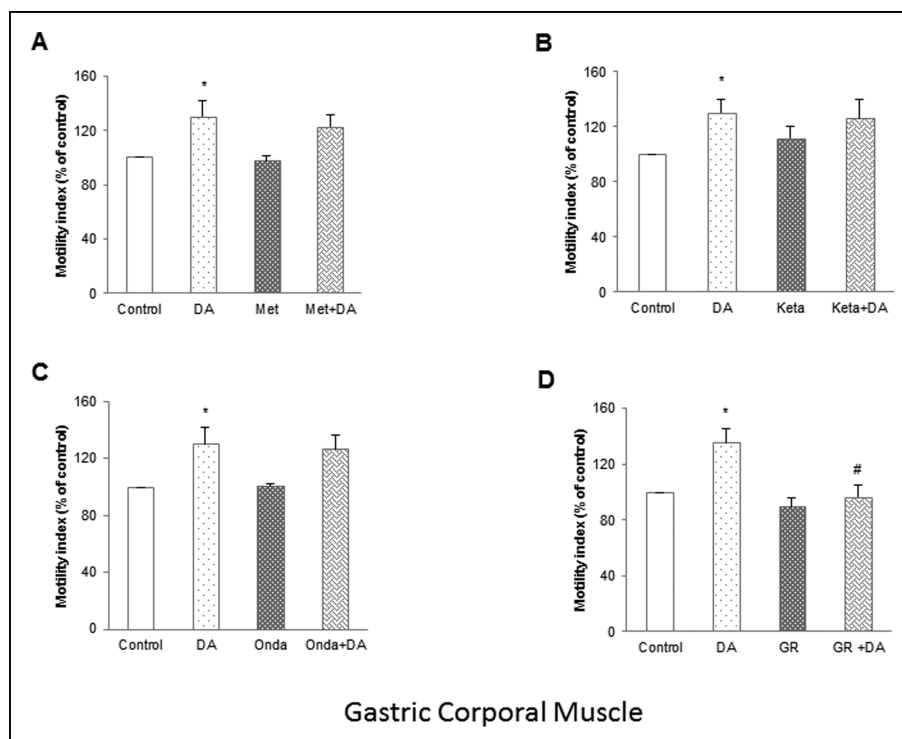 A
Motility index (% of control)
160
120
80
40
0
*
Control DA Met Met+DA
B
Motility index (% of control)
160
120
80
40
0
*
Control DA Keta Keta+DA
C
Motility index (% of control)
160
120
80
40
0
*
Control DA Onda Onda+DA
D
Motility index (% of control)
160
120
80
40
0
*
#
Control DA GR GR +DA
Gastric Corporal Muscle